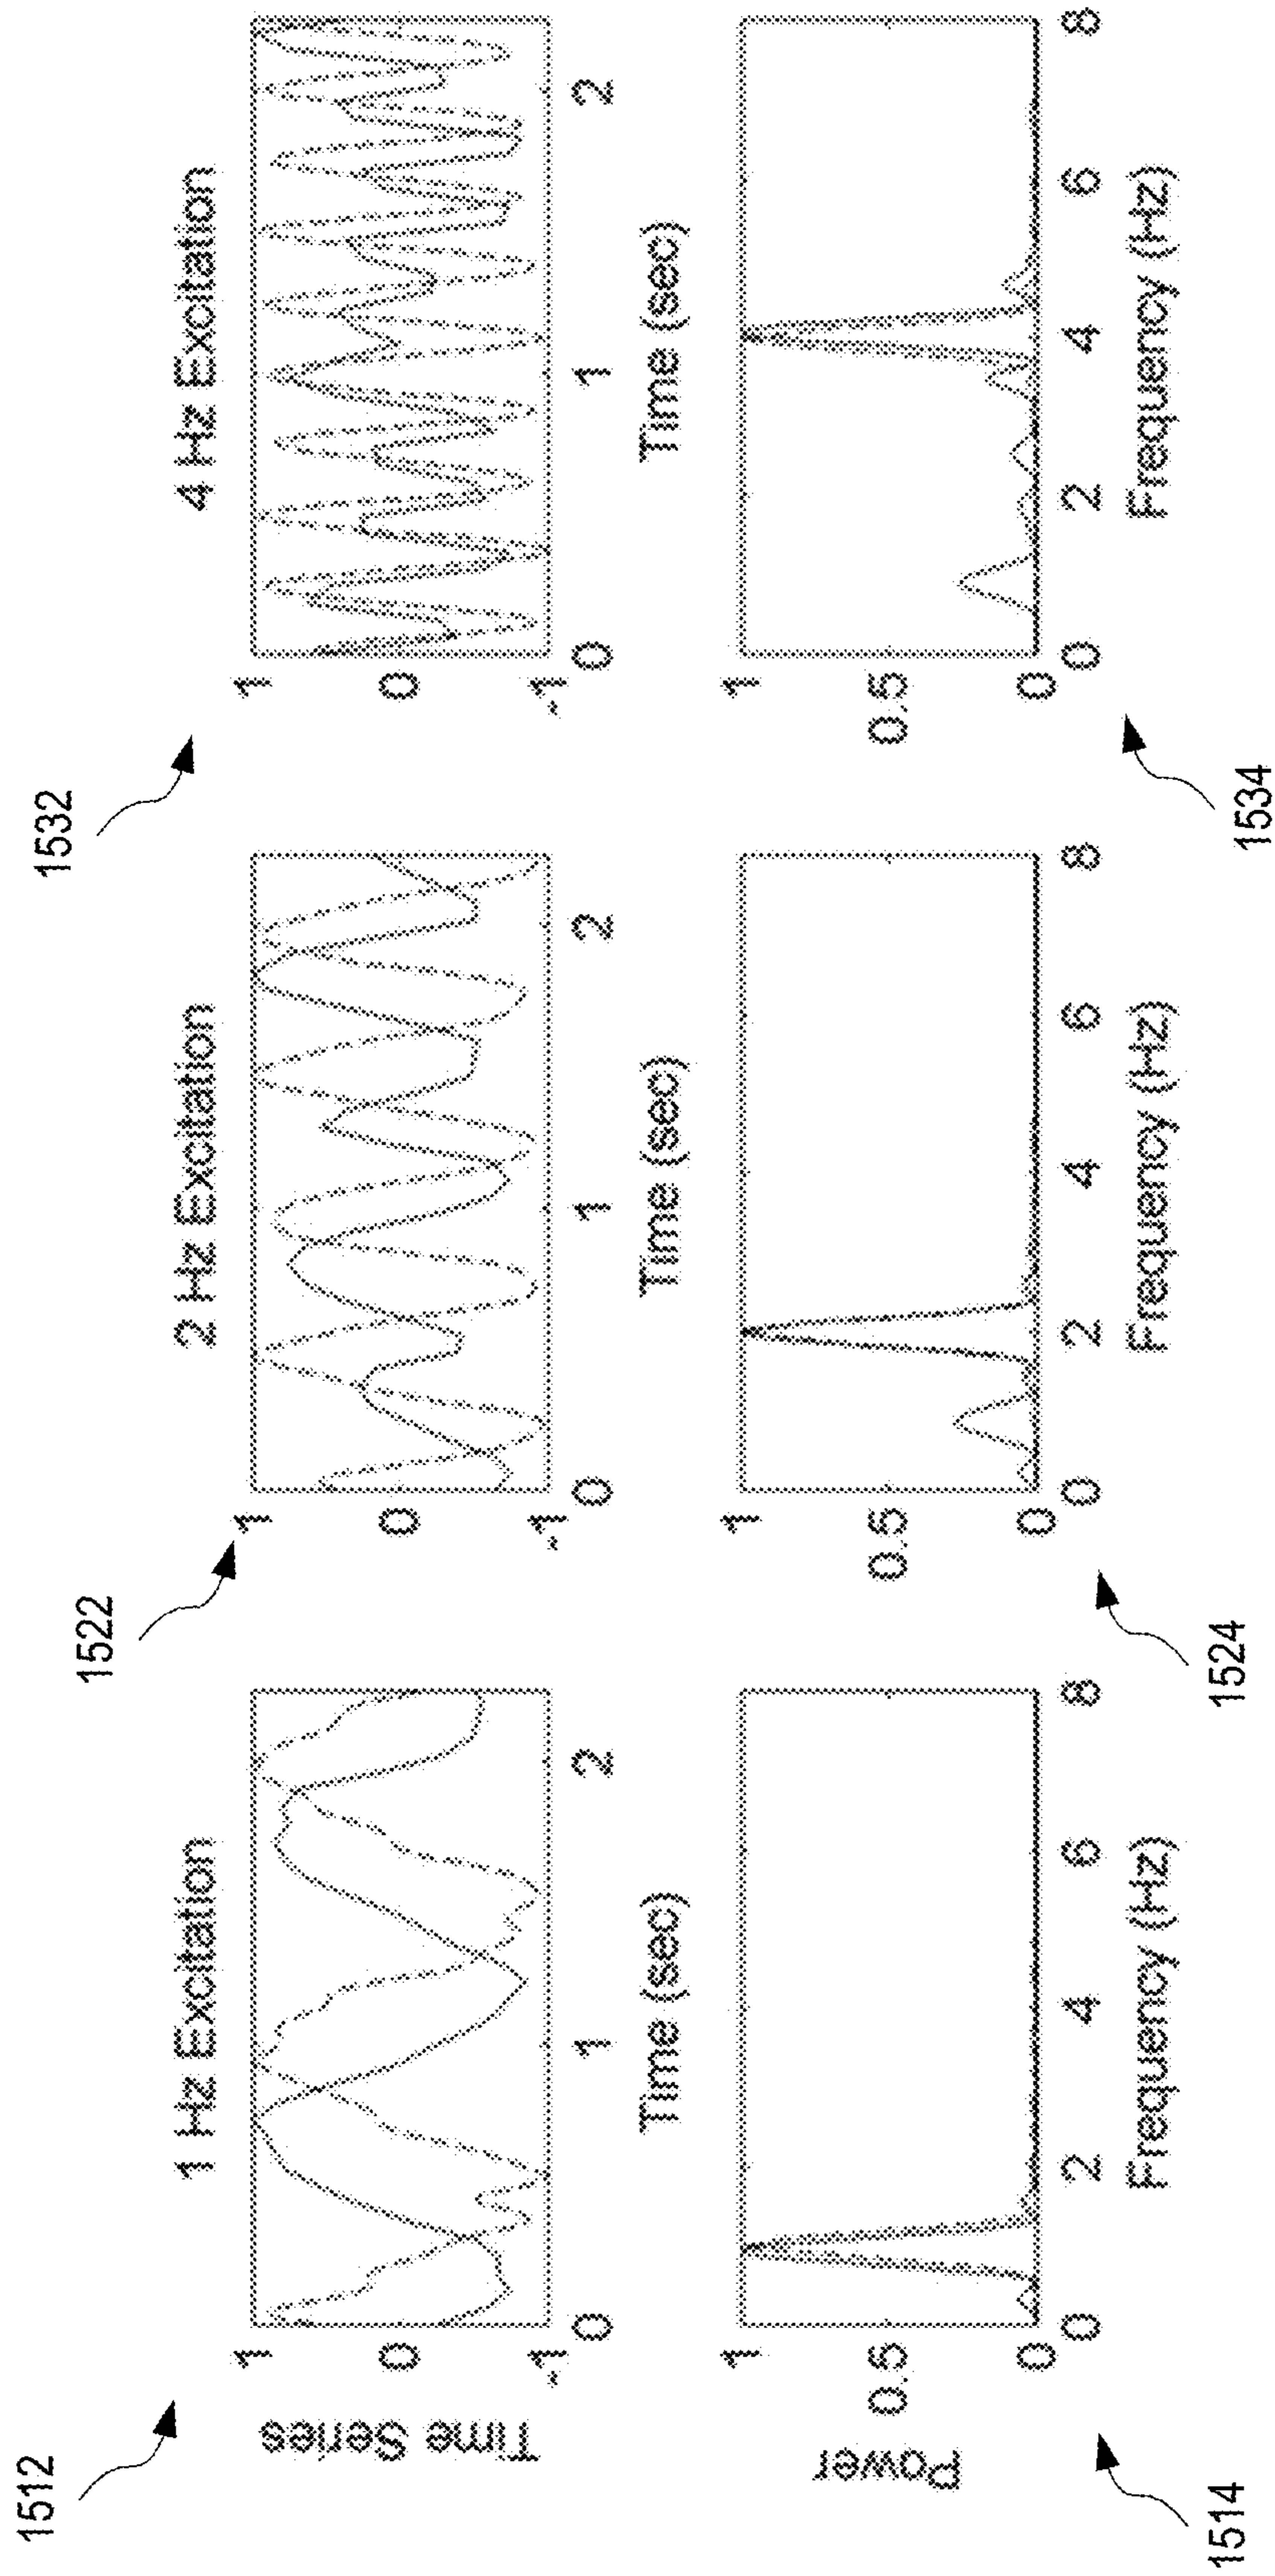 1512
1 Hz Excitation
Time Series
1
0
-1
0 1 2
Time (sec)
1522
2 Hz Excitation
1
0
-1
0 1 2
Time (sec)
1532
4 Hz Excitation
1
0
-1
0 1 2
Time (sec)
Power
1
0.5
0
0 2 4 6 8
Frequency (Hz)
1514
1
0.5
0
0 2 4 6 8
Frequency (Hz)
1524
1
0.5
0
0 2 4 6 8
Frequency (Hz)
1534